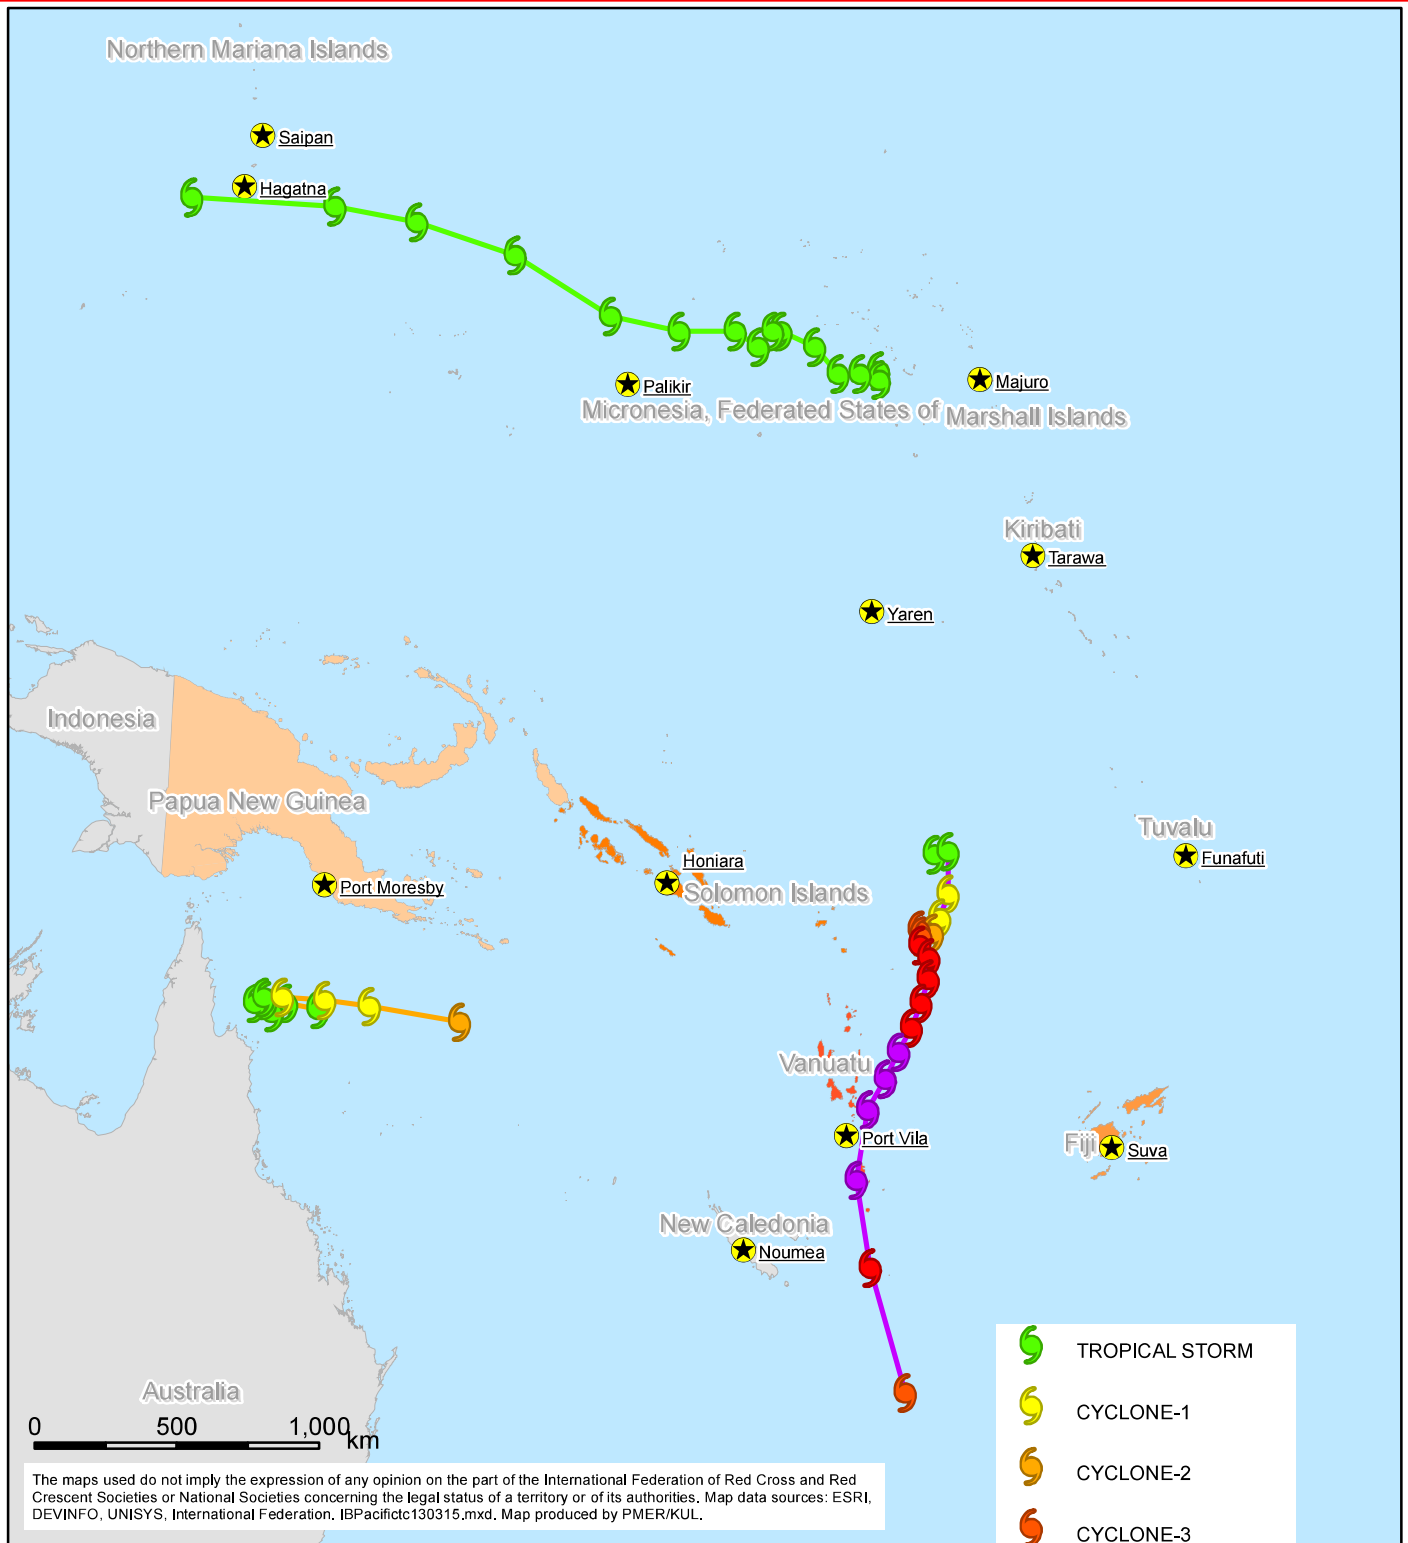 Northern Mariana Islands
Saipan
Hagatna
Palikir
Majuro
Micronesia, Federated States of
Marshall Islands
Kiribati
Tarawa
Yaren
Indonesia
Papua New Guinea
Tuvalu
Funafuti
Honiara
Port Moresby
Solomon Islands
Vanuatu
Port Vila
Fiji
Suva
New Caledonia
Noumea
TROPICAL STORM
Australia
CYCLONE-1
0 500 1,000 km
CYCLONE-2
The maps used do not imply the expression of any opinion on the part of the International Federation of Red Cross and Red
Crescent Societies or National Societies concerning the legal status of a territory or of its authorities. Map data sources: ESRI,
DEVINFO, UNISYS, International Federation. IBPacifictc130315.mxd. Map produced by PMER/KUL.
CYCLONE-3